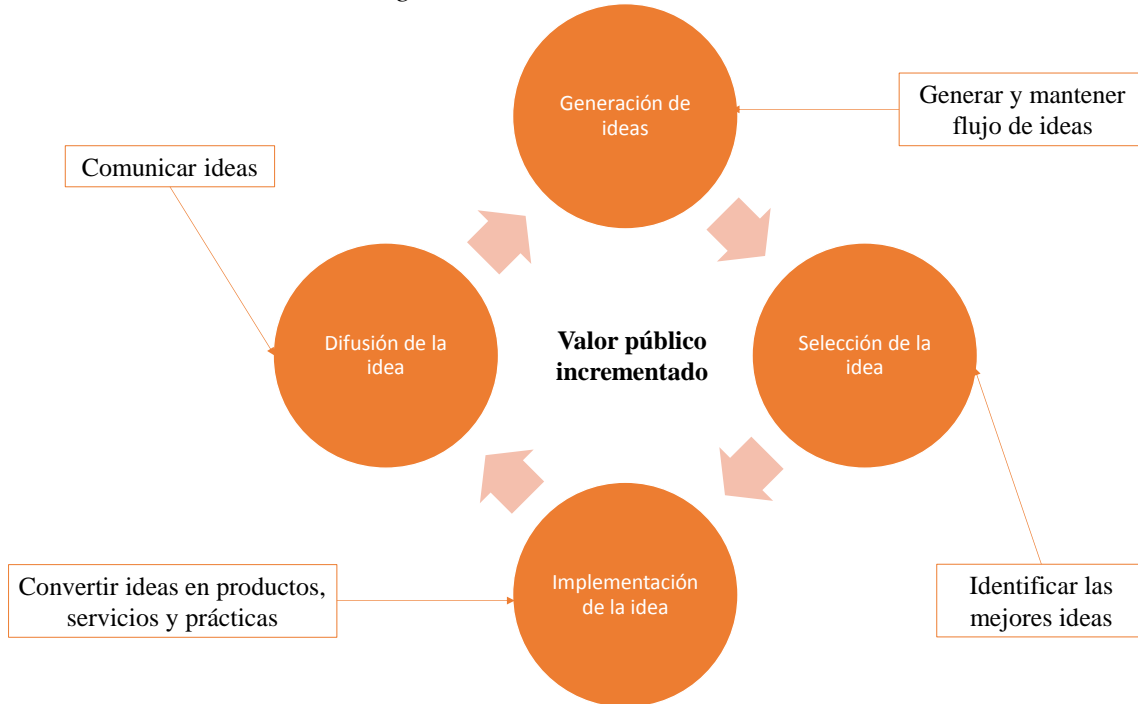 Generación de
ideas
Generar y mantener
flujo de ideas
Comunicar ideas
Difusión de la
idea
Valor público
incrementado
Selección de la
idea
Implementación
de la idea
Convertir ideas en productos,
servicios y prácticas
Identificar las
mejores ideas